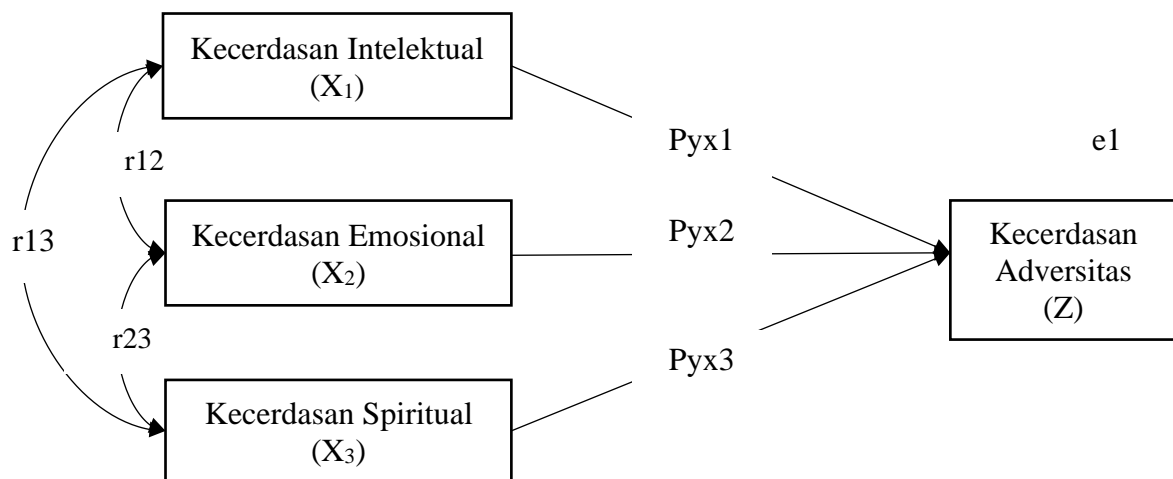 Kecerdasan Intelektual
(X₁)
Pyx1
e1
r12
Kecerdasan Emosional
(X₂)
Pyx2
Kecerdasan
Adversitas
(Z)
r13
r23
Pyx3
Kecerdasan Spiritual
(X₃)